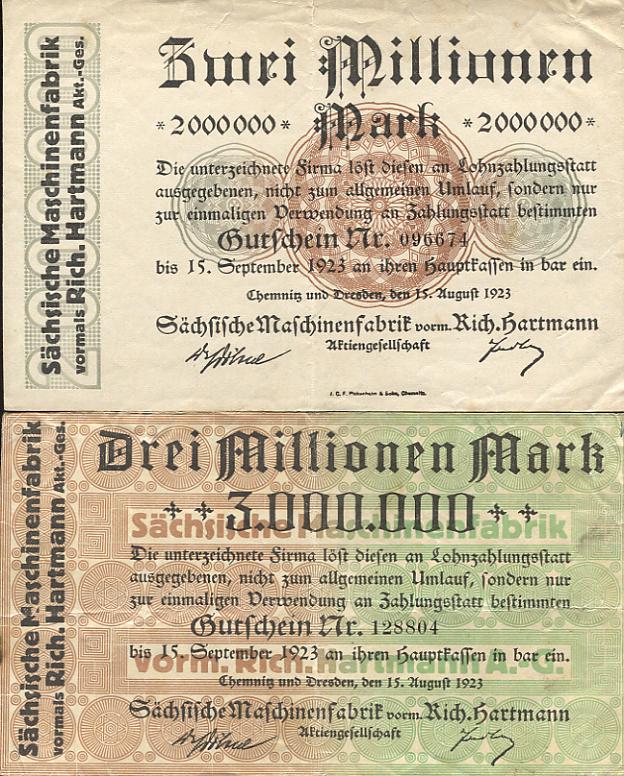 Sächsische Maschinenfabrik
vormals Rich. Hartmann Akt.-Ges.
Zwei Millionen
Mark
*2000000* *2000000*
Die unterzeichnete Firma löst diesen an Lohnzahlungsstatt
ausgegebenen, nicht zum allgemeinen Umlauf, sondern nur
zur einmaligen Verwendung an Zahlungsstatt bestimmten
Gutschein Nr. 096674
bis 15. September 1923 an ihren Hauptkassen in bar ein.
Chemnitz und Dresden, den 15. August 1923
Sächsische Maschinenfabrik vorm. Rich. Hartmann
Aktiengesellschaft
J. C. F. Pickenhahn & Sohn, Chemnitz.
Sächsische Maschinenfabrik
vormals Rich. Hartmann Akt.-Ges.
Drei Millionen Mark
3.000.000
Sächsische Maschinenfabrik
Die unterzeichnete Firma löst diesen an Lohnzahlungsstatt
ausgegebenen, nicht zum allgemeinen Umlauf, sondern nur
zur einmaligen Verwendung an Zahlungsstatt bestimmten
Gutschein Nr. 128804
bis 15. September 1923 an ihren Hauptkassen in bar ein.
vorm. Rich. Hartmann A.-G.
Chemnitz und Dresden, den 15. August 1923
Sächsische Maschinenfabrik vorm. Rich. Hartmann
Aktiengesellschaft